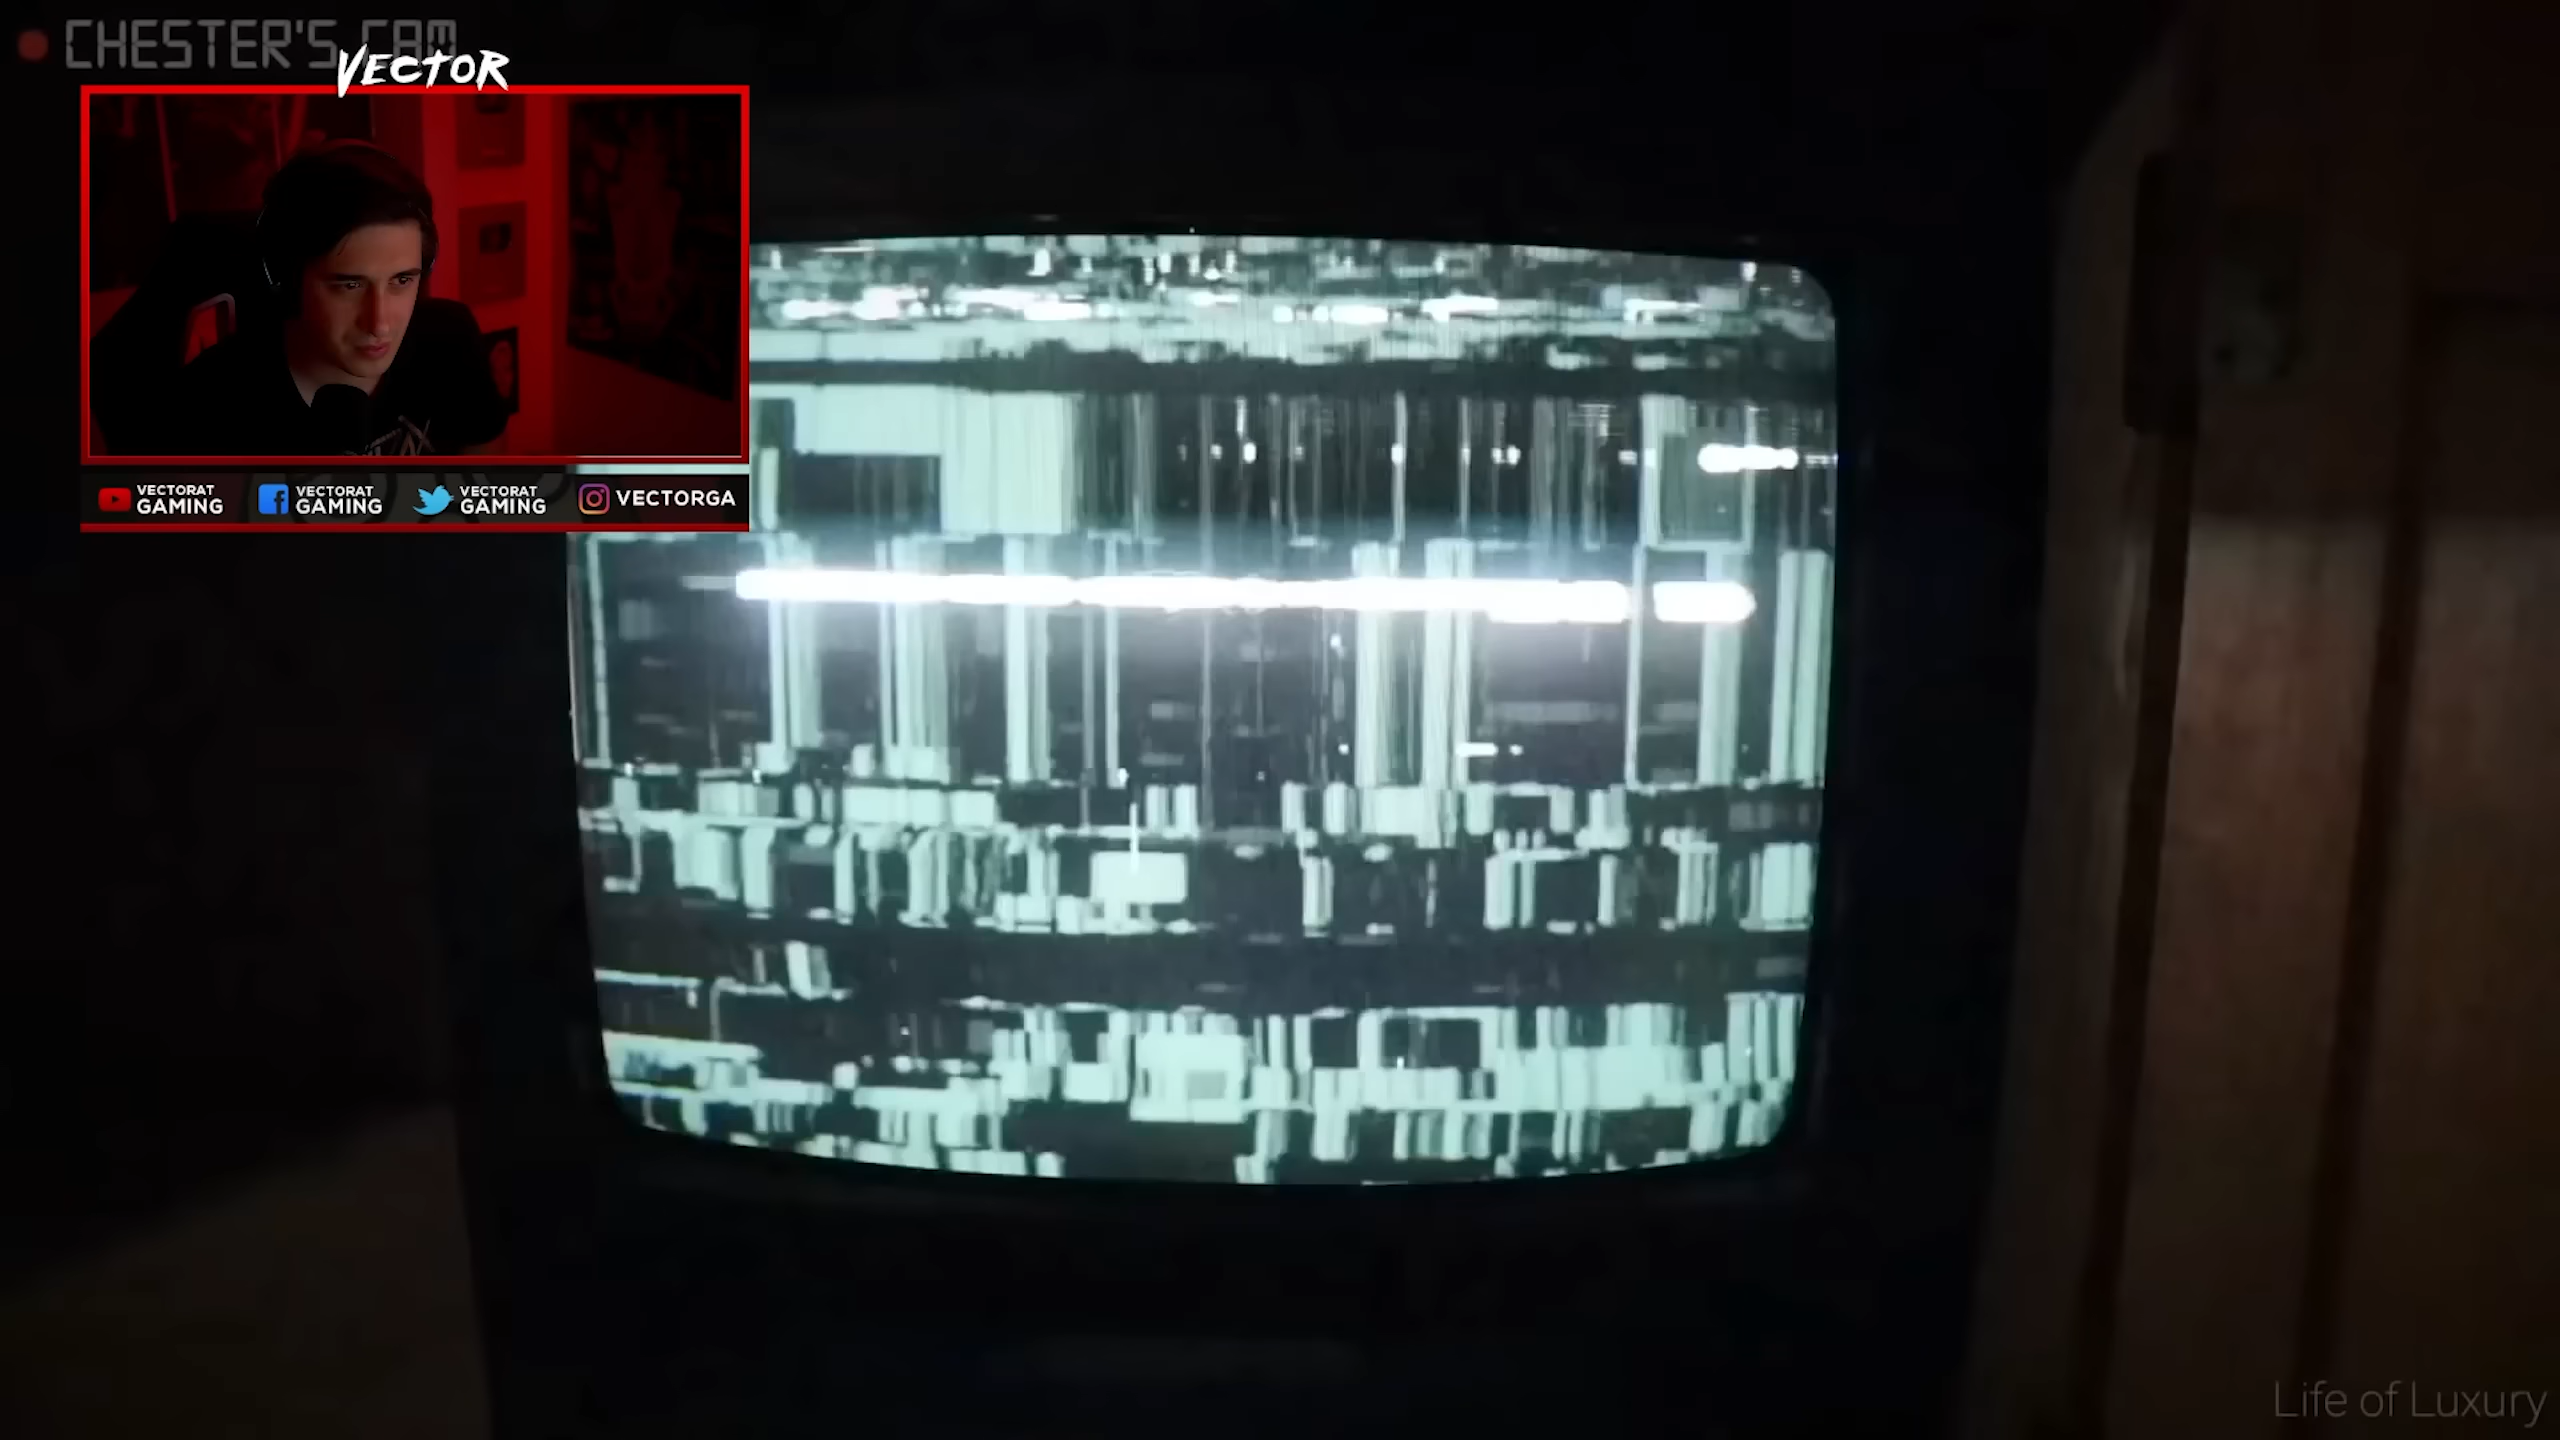 CHESTER'S CAM
VECTOR
VECTORAT GAMING
VECTORAT GAMING
VECTORAT GAMING
VECTORGA
Life of Luxury